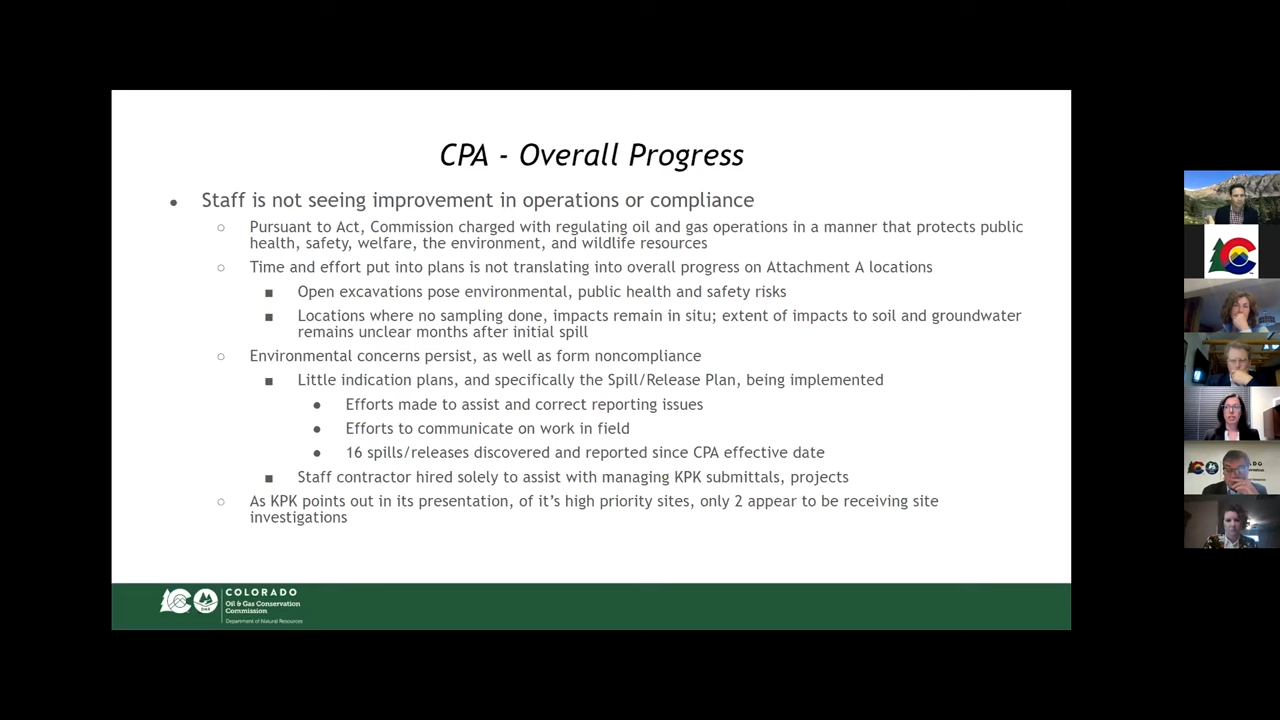 CPA - Overall Progress
● Staff is not seeing improvement in operations or compliance
○ Pursuant to Act, Commission charged with regulating oil and gas operations in a manner that protects public
health, safety, welfare, the environment, and wildlife resources
○ Time and effort put into plans is not translating into overall progress on Attachment A locations
■ Open excavations pose environmental, public health and safety risks
■ Locations where no sampling done, impacts remain in situ; extent of impacts to soil and groundwater
remains unclear months after initial spill
○ Environmental concerns persist, as well as form noncompliance
■ Little indication plans, and specifically the Spill/Release Plan, being implemented
● Efforts made to assist and correct reporting issues
● Efforts to communicate on work in field
● 16 spills/releases discovered and reported since CPA effective date
■ Staff contractor hired solely to assist with managing KPK submittals, projects
○ As KPK points out in its presentation, of it's high priority sites, only 2 appear to be receiving site
investigations
COLORADO
Oil & Gas Conservation
Commission
Department of Natural Resources